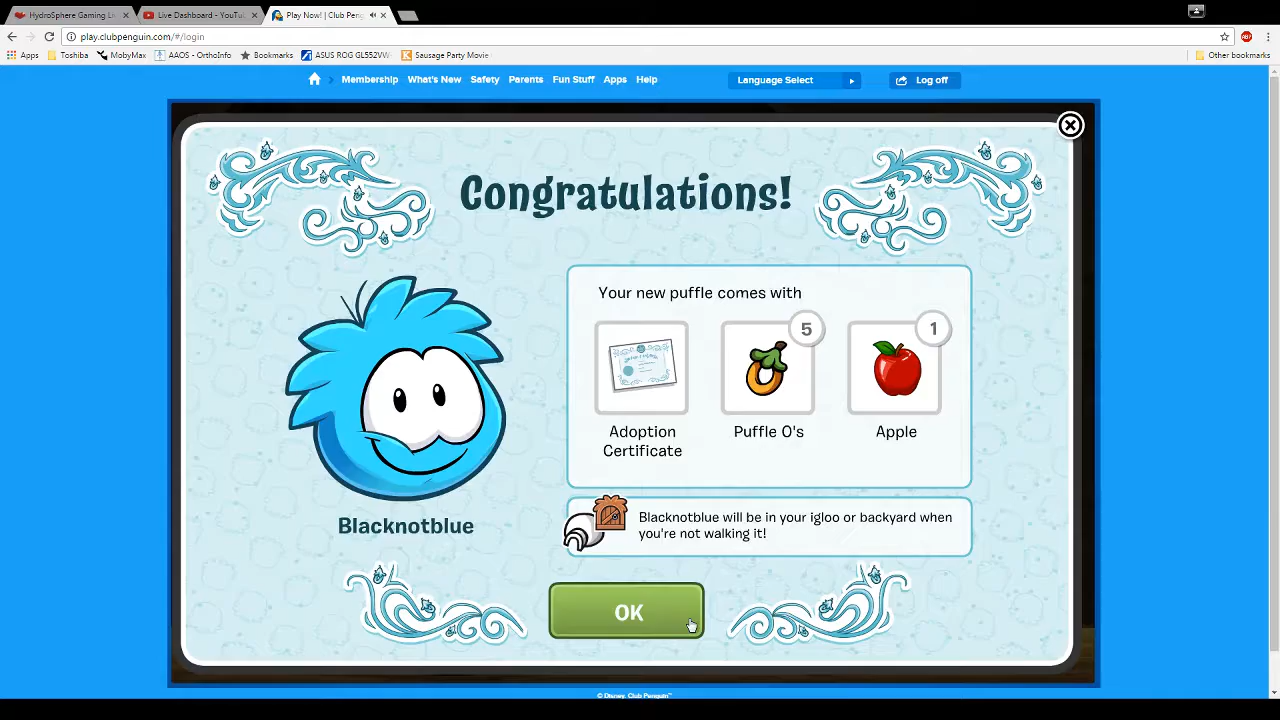 HydroSphere Gaming Li
Live Dashboard - YouTu
Play Now! | Club Peng
play.clubpenguin.com/#/login
Apps
Toshiba
MobyMax
AAOS - OrthoInfo
Bookmarks
ASUS ROG GL552VW
Sausage Party Movie
Other bookmarks
Membership
What's New
Safety
Parents
Fun Stuff
Apps
Help
Language Select
Log off
Congratulations!
Your new puffle comes with
5
1
Adoption
Certificate
Puffle O's
Apple
Blacknotblue
Blacknotblue will be in your igloo or backyard when
you're not walking it!
OK
© Disney. Club Penguin™